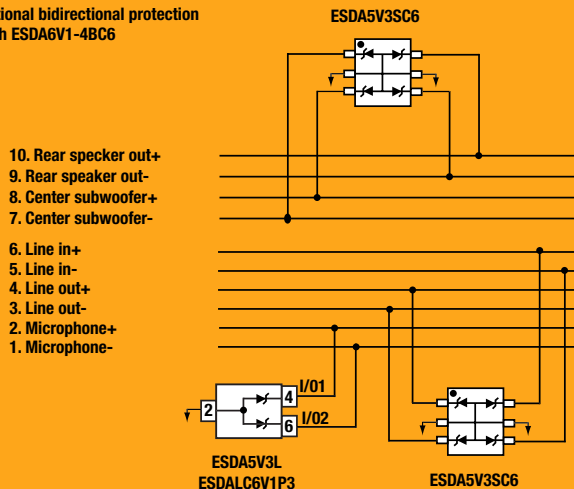 tional bidirectional protection
h ESDA6V1-4BC6
ESDA5V3SC6
10. Rear specker out+
9. Rear speaker out-
8. Center subwoofer+
7. Center subwoofer-
6. Line in+
5. Line in-
4. Line out+
3. Line out-
2. Microphone+
1. Microphone-
I/01
4
2
I/02
6
ESDA5V3L
ESDALC6V1P3
ESDA5V3SC6